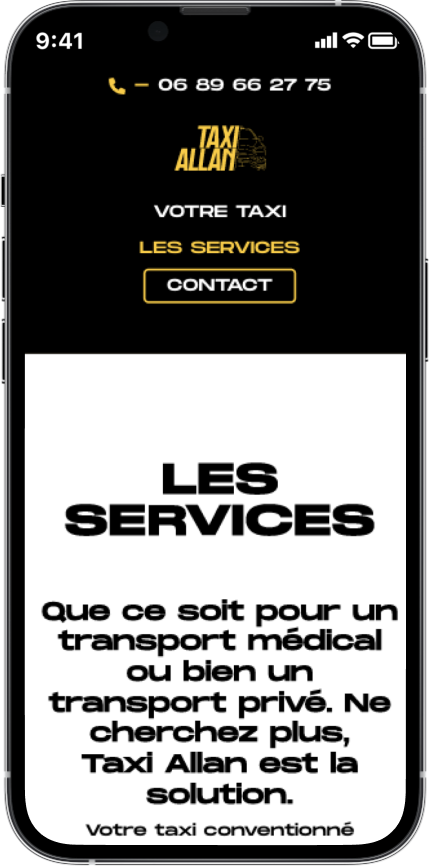 9:41
— 06 89 66 27 75
TAXI
ALLAN
VOTRE TAXI
LES SERVICES
CONTACT
LES
SERVICES
Que ce soit pour un
transport médical
ou bien un
transport privé. Ne
cherchez plus,
Taxi Allan est la
solution.
Votre taxi conventionné